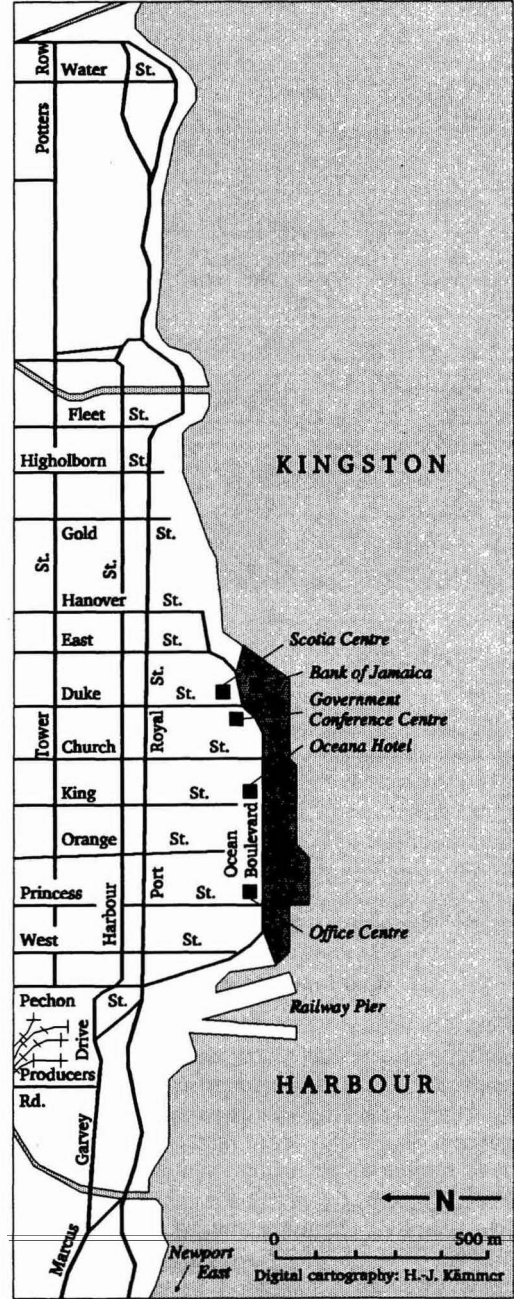 Potters Row
Water St.
Fleet St.
Higholborn St.
KINGSTON
Gold St.
St.
St.
Hanover St.
East St.
Scotia Centre
Bank of Jamaica
Duke St.
Government
Conference Centre
Tower
Royal St.
Church St.
Oceana Hotel
King St.
Ocean
Boulevard
Orange St.
Port
Harbour
Princess St.
Office Centre
West St.
Pechon St.
Railway Pier
Drive
Producers
Rd.
HARBOUR
Garvey
Marcus
N
Newport
East
0 500 m
Digital cartography: H.-J. Kämmer